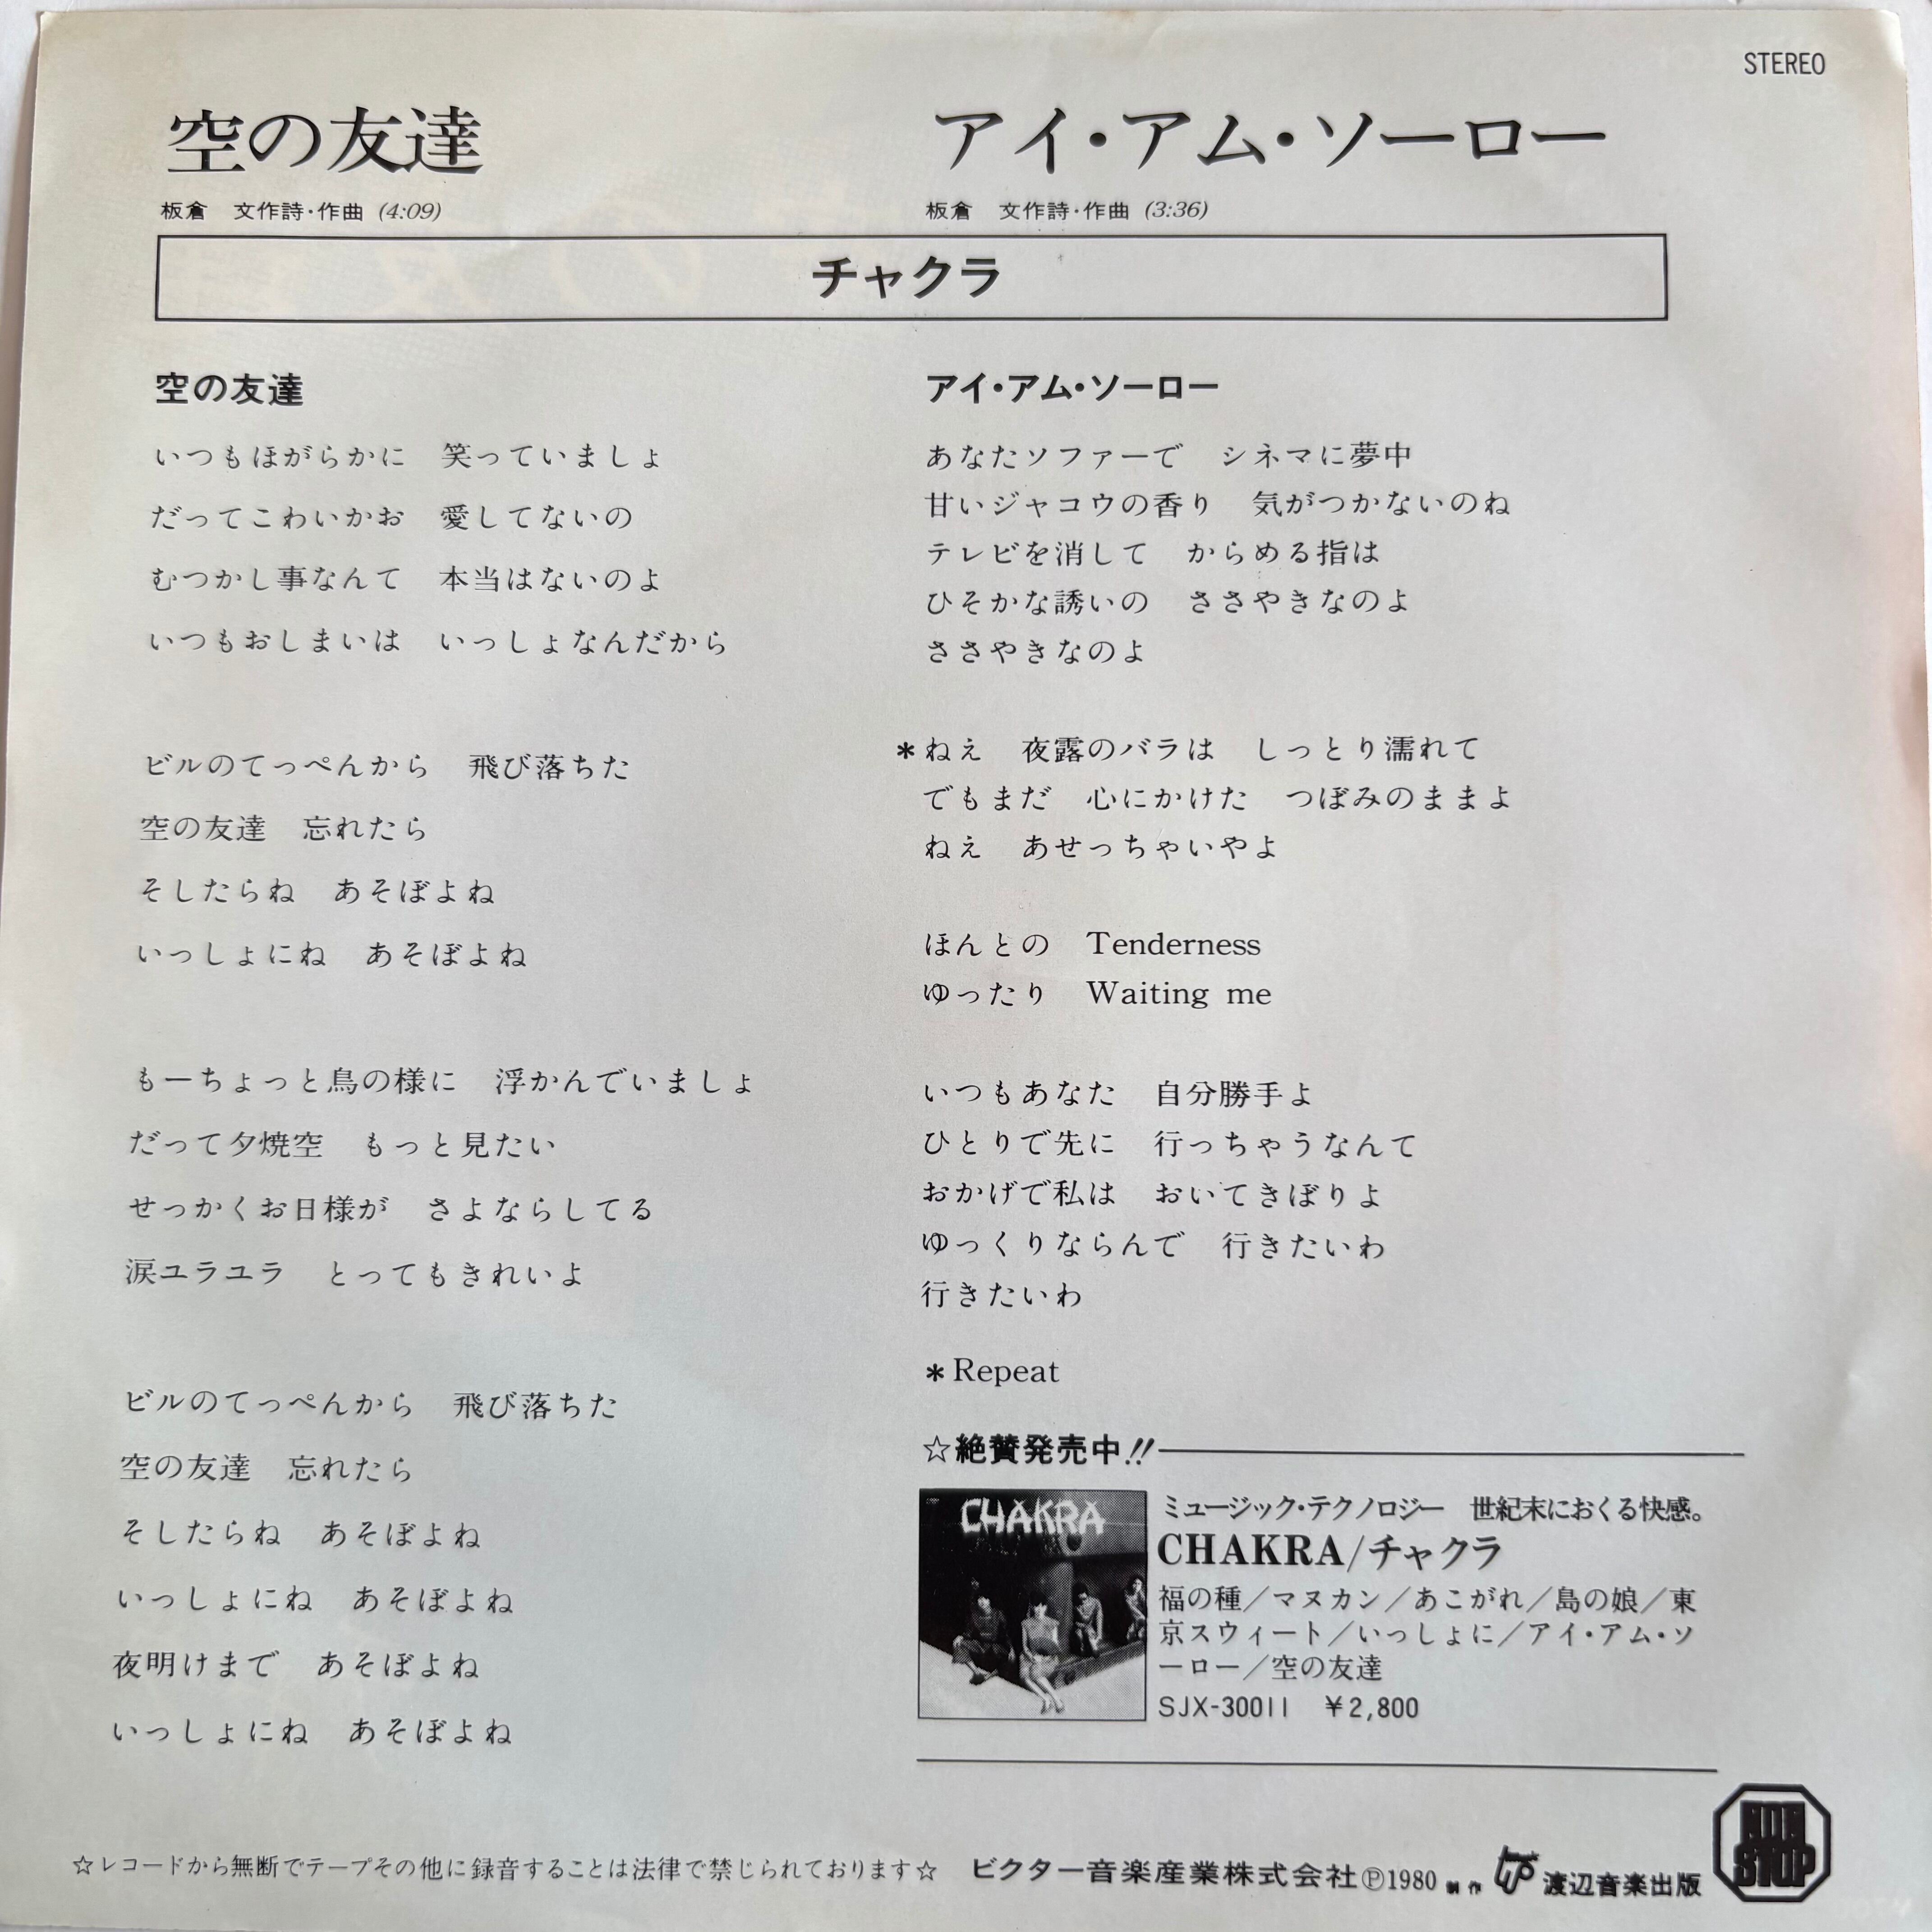 STEREO
空の友達
板倉　文作詩・作曲 (4:09)
アイ・アム・ソーロー
板倉　文作詩・作曲 (3:36)
チャクラ
空の友達
いつもほがらかに　笑っていましょ
だってこわいかお　愛してないの
むつかし事なんて　本当はないのよ
いつもおしまいは　いっしょなんだから
ビルのてっぺんから　飛び落ちた
空の友達　忘れたら
そしたらね　あそぼよね
いっしょにね　あそぼよね
もーちょっと鳥の様に　浮かんでいましょ
だって夕焼空　もっと見たい
せっかくお日様が　さよならしてる
涙ユラユラ　とってもきれいよ
ビルのてっぺんから　飛び落ちた
空の友達　忘れたら
そしたらね　あそぼよね
いっしょにね　あそぼよね
夜明けまで　あそぼよね
いっしょにね　あそぼよね
アイ・アム・ソーロー
あなたソファーで　シネマに夢中
甘いジャコウの香り　気がつかないのね
テレビを消して　からめる指は
ひそかな誘いの　ささやきなのよ
ささやきなのよ
*ねえ　夜露のバラは　しっとり濡れて
でもまだ　心にかけた　つぼみのままよ
ねえ　あせっちゃいやよ
ほんとの　Tenderness
ゆったり　Waiting me
いつもあなた　自分勝手よ
ひとりで先に　行っちゃうなんて
おかげで私は　おいてきぼりよ
ゆっくりならんで　行きたいわ
行きたいわ
*Repeat
☆絶賛発売中!!
CHAKRA
ミュージック・テクノロジー　世紀末におくる快感。
CHAKRA/チャクラ
福の種／マヌカン／あこがれ／島の娘／東
京スウィート／いっしょに／アイ・アム・ソ
ーロー／空の友達
SJX-30011　¥2,800
☆レコードから無断でテープその他に録音することは法律で禁じられております☆
ビクター音楽産業株式会社Ⓟ1980 制作 渡辺音楽出版
NON STOP